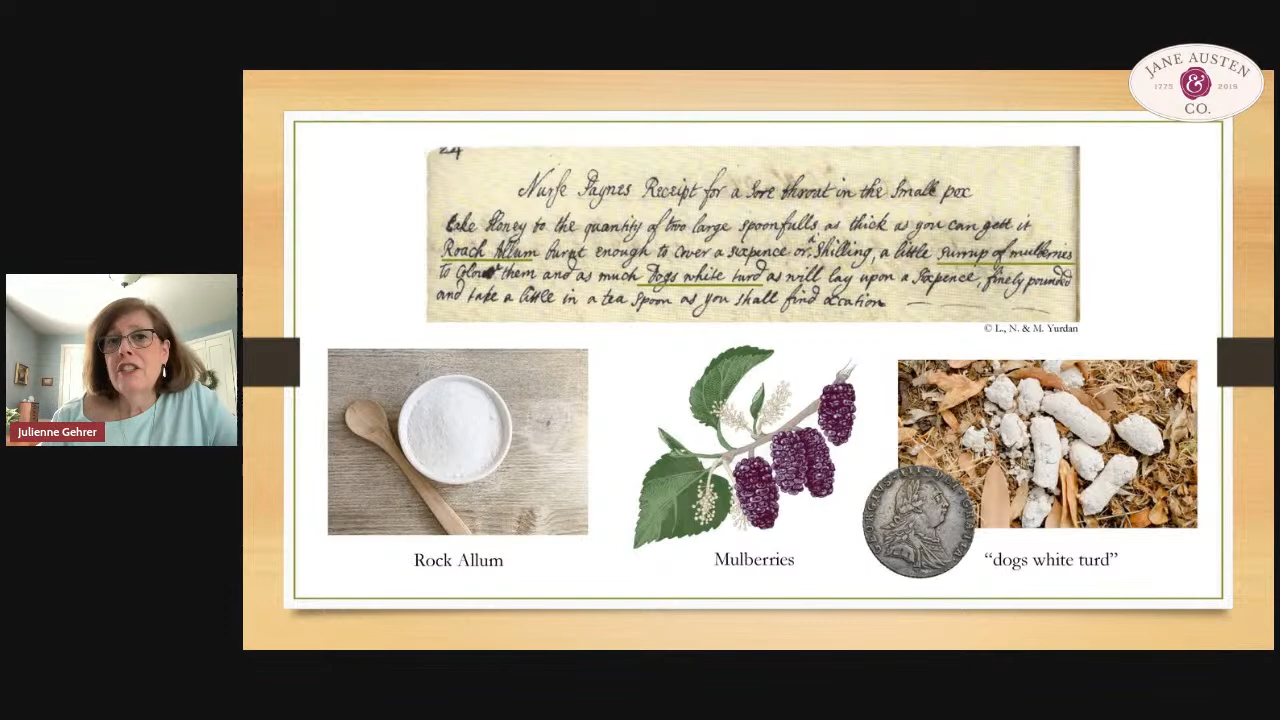 JANE AUSTEN
1775 & 2019
CO.
24
Nurse Paynes Receipt for a Sore throat in the Small pox
take Honey to the quantity of two large spoonfulls as thick as you can gett it
Roach Allum burnt enough to cover a sixpence or a Shilling, a little surrup of mulberries
to Colour them and as much Dogs white turd as will lay upon a Sixpence, finely pounded
and take a little in a tea spoon as you shall find ocation
© L., N. & M. Yurdan
Julienne Gehrer
Rock Allum
Mulberries
“dogs white turd”